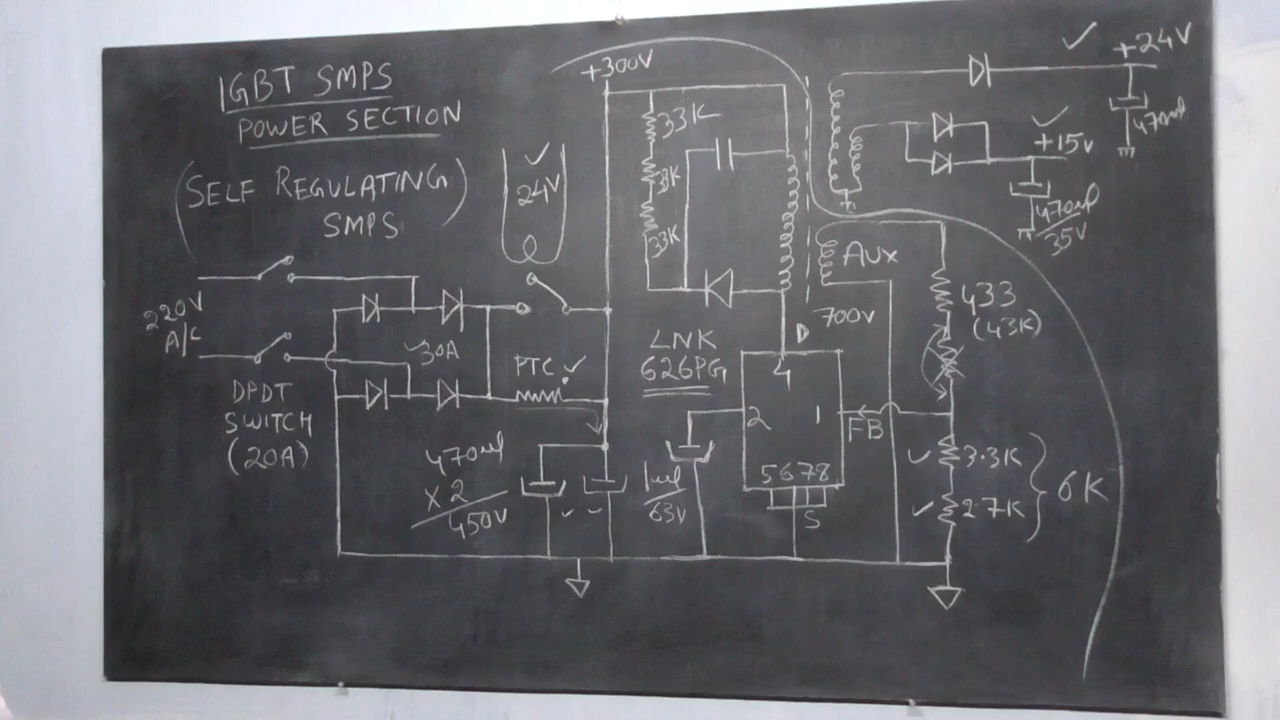 IGBT SMPS
POWER SECTION
(SELF REGULATING)
SMPS
220V
A/C
DPDT
SWITCH
(20A)
30A
24V
PTC
+300V
33K
33K
33K
470uf
X2
450V
1uf
63V
LNK
626PG
700V
D
4
2
1
FB
5678
S
AUX
433
(43K)
3.3K
2.7K
6K
+24V
470uf
+15V
470uf
35V